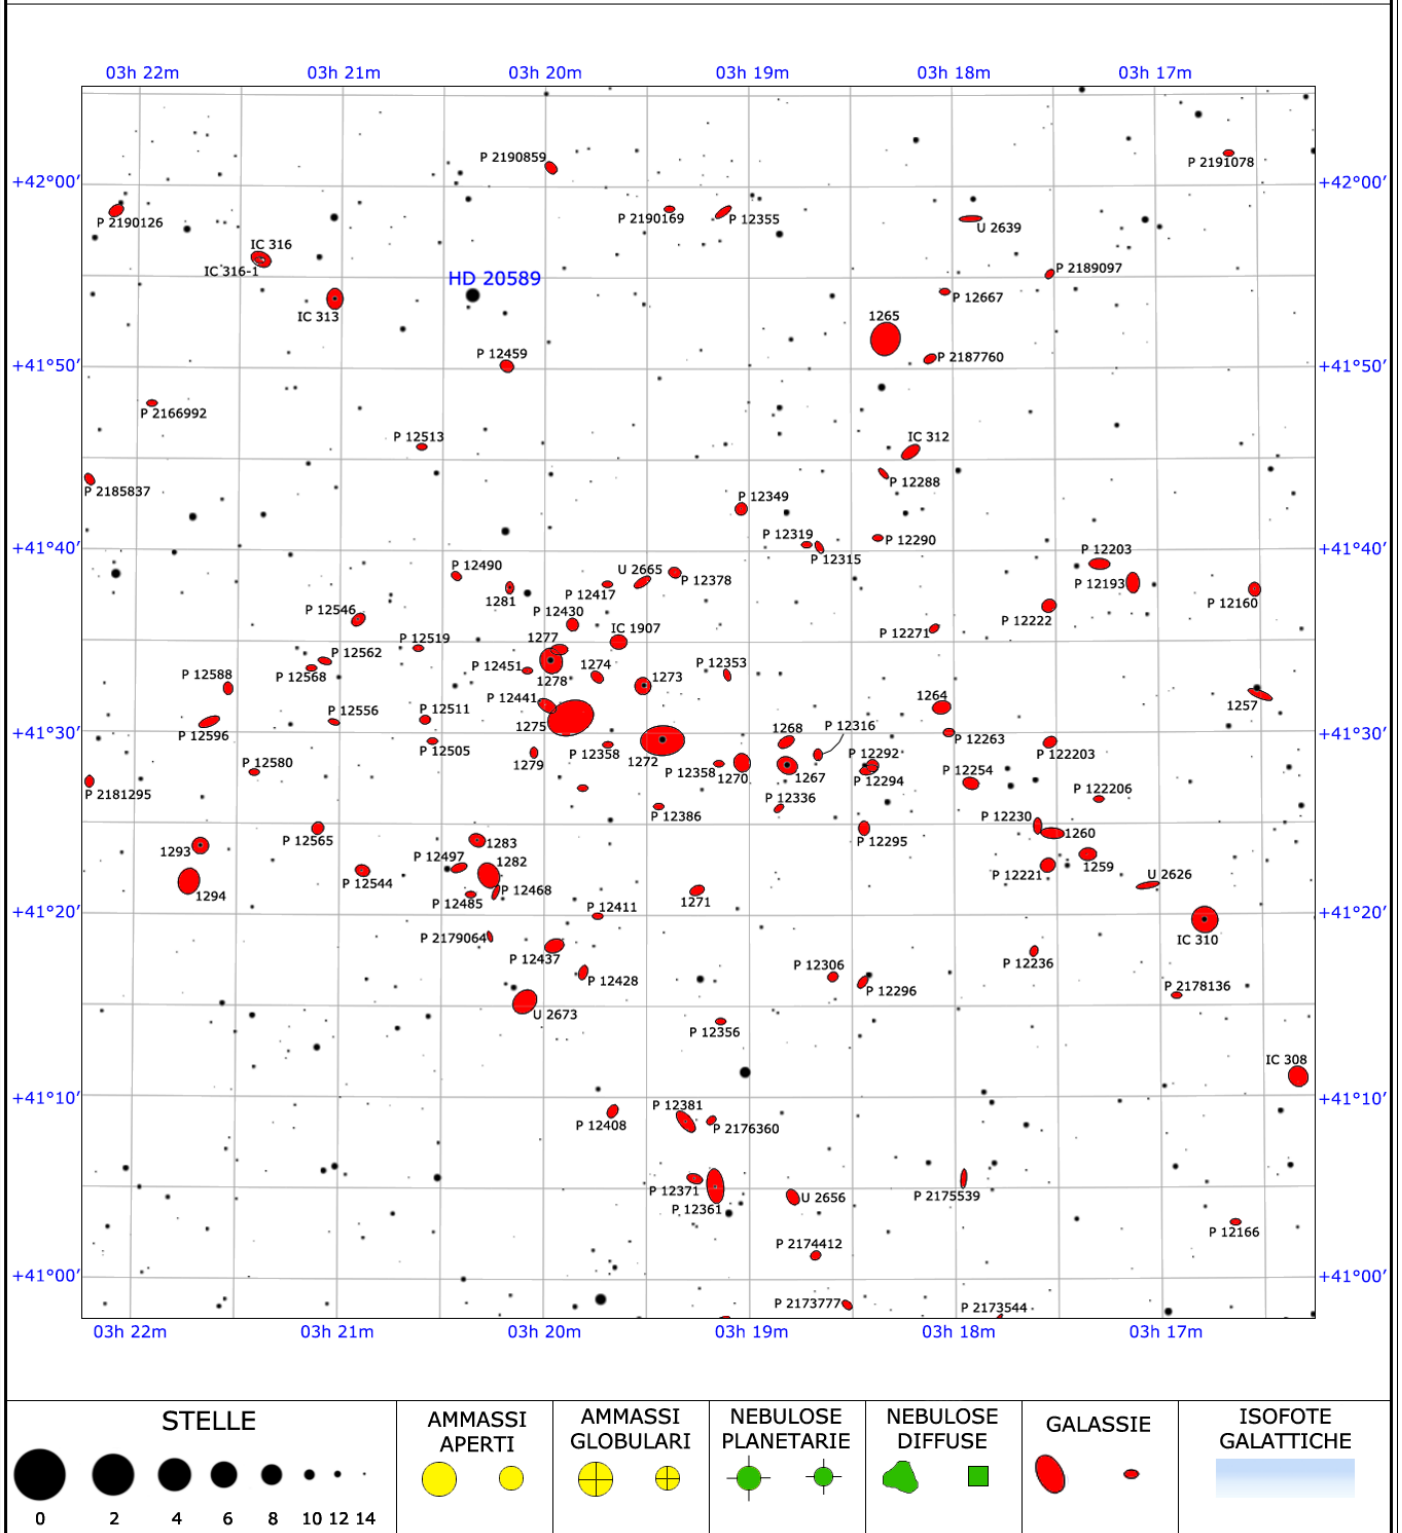 03h 22m 03h 21m 03h 20m 03h 19m 03h 18m 03h 17m
P 2190859
P 2191078
+42°00’ +42°00’
P 2190126
P 2190169
P 12355
U 2639
IC 316
IC 316-1
P 2189097
HD 20589
P 12667
IC 313
1265
P 12459
P 2187760
+41°50’ +41°50’
P 2166992
P 12513
IC 312
P 12288
P 2185837
P 12349
P 12319
P 12290
P 12315
+41°40’ +41°40’
P 12203
P 12490
U 2665
P 12378
P 12193
1281
P 12417
P 12160
P 12546
P 12430
P 12222
IC 1907
P 12271
P 12519
1277
P 12562
P 12451
1274
P 12353
P 12588
P 12568
1278
1273
P 12441
1264
1257
P 12556
P 12511
1275
P 12316
P 12596
1268
+41°30’ +41°30’
P 12505
P 12358
P 12263
P 122203
1279
1272
P 12292
P 12580
P 12358
1270
1267
P 12294
P 12254
P 2181295
P 12336
P 122206
P 12386
P 12230
P 12565
1283
P 12295
1260
1293
P 12497
1282
1259
P 12544
P 12221
U 2626
1294
P 12485
P 12468
1271
P 12411
+41°20’ +41°20’
P 2179064
IC 310
P 12437
P 12236
P 12306
P 12428
P 12296
P 2178136
U 2673
P 12356
IC 308
+41°10’ +41°10’
P 12381
P 12408
P 2176360
P 12371
U 2656
P 2175539
P 12361
P 12166
P 2174412
+41°00’ +41°00’
P 2173777
P 2173544
03h 22m 03h 21m 03h 20m 03h 19m 03h 18m 03h 17m
STELLE
0 2 4 6 8 10 12 14
AMMASSI
APERTI
AMMASSI
GLOBULARI
NEBULOSE
PLANETARIE
NEBULOSE
DIFFUSE
GALASSIE
ISOFOTE
GALATTICHE